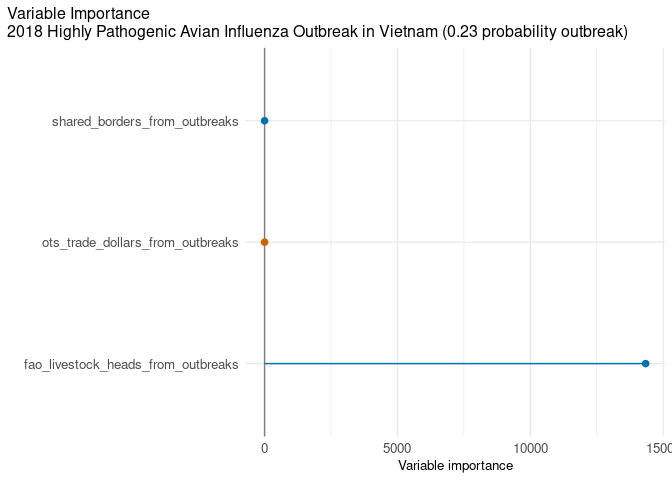 Variable Importance
2018 Highly Pathogenic Avian Influenza Outbreak in Vietnam (0.23 probability outbreak)
shared_borders_from_outbreaks
ots_trade_dollars_from_outbreaks
fao_livestock_heads_from_outbreaks
0 5000 10000 1500
Variable importance